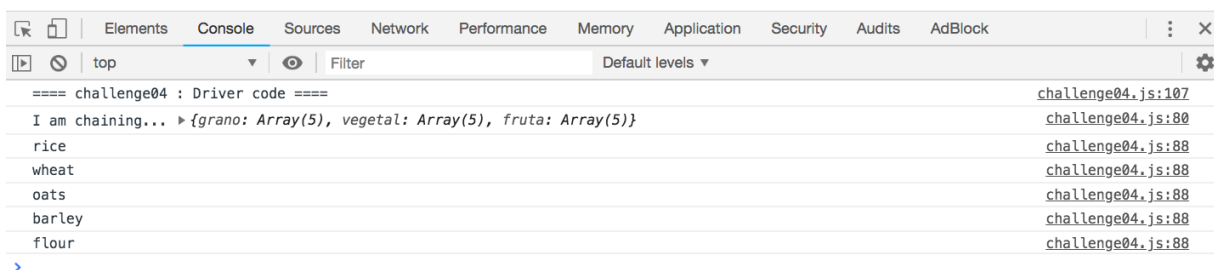 Elements Console Sources Network Performance Memory Application Security Audits AdBlock
top Filter Default levels
==== challenge04 : Driver code ==== challenge04.js:107
I am chaining... {grano: Array(5), vegetal: Array(5), fruta: Array(5)} challenge04.js:80
rice challenge04.js:88
wheat challenge04.js:88
oats challenge04.js:88
barley challenge04.js:88
flour challenge04.js:88